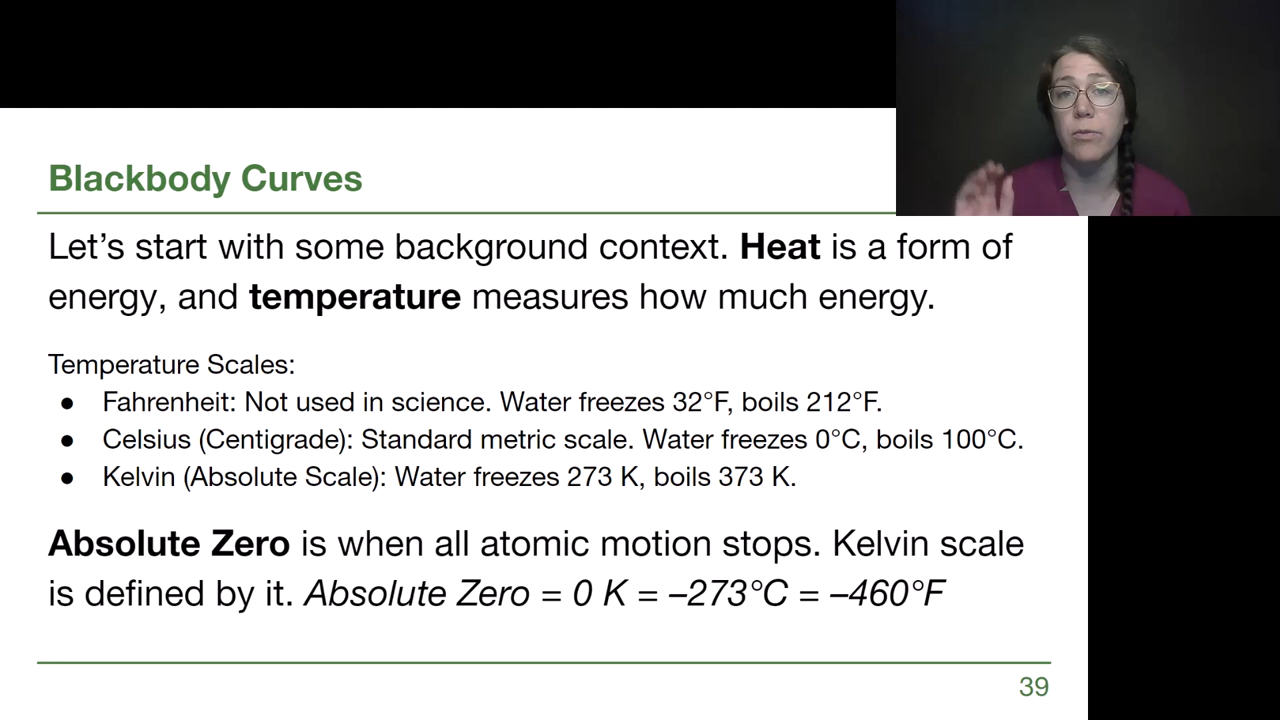 Blackbody Curves
Let’s start with some background context. Heat is a form of
energy, and temperature measures how much energy.
Temperature Scales:
● Fahrenheit: Not used in science. Water freezes 32°F, boils 212°F.
● Celsius (Centigrade): Standard metric scale. Water freezes 0°C, boils 100°C.
● Kelvin (Absolute Scale): Water freezes 273 K, boils 373 K.
Absolute Zero is when all atomic motion stops. Kelvin scale
is defined by it. Absolute Zero = 0 K = –273°C = –460°F
39